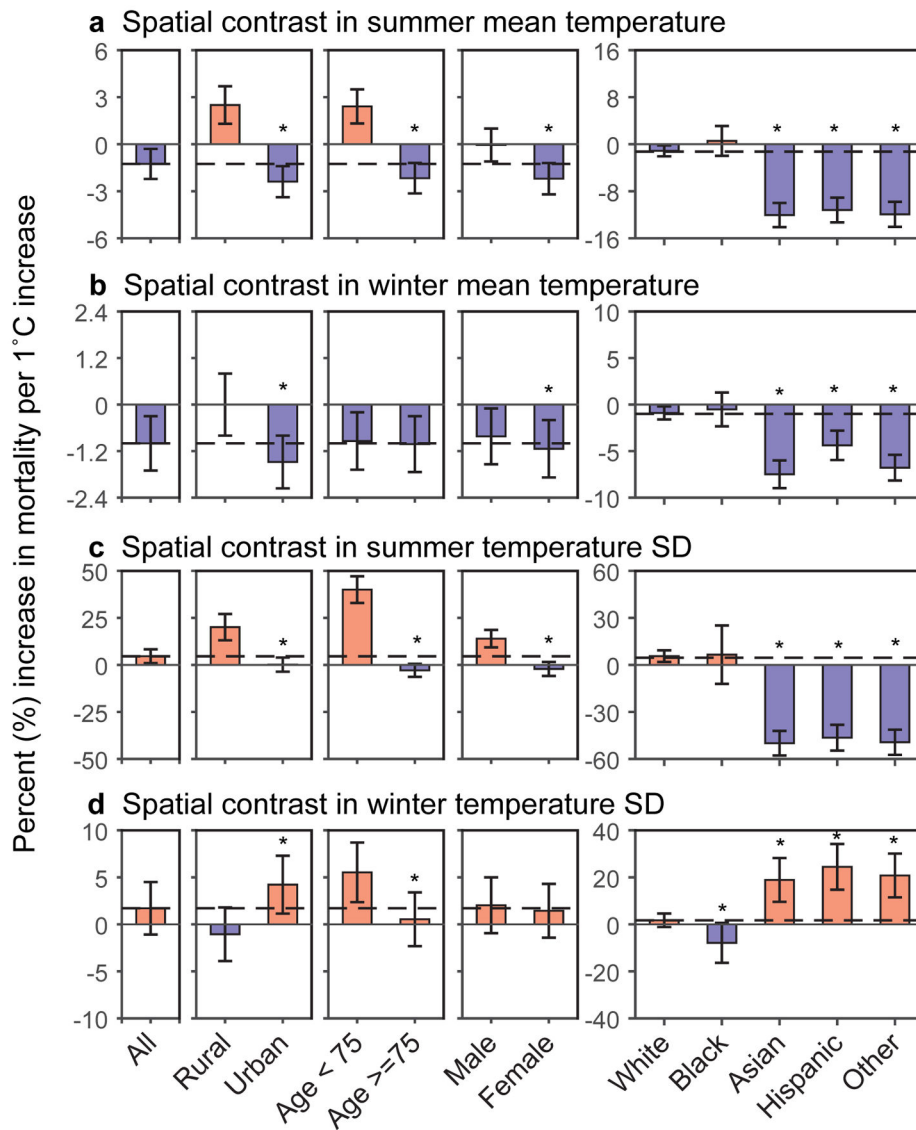 Percent (%) increase in mortality per 1˚C increase
a Spatial contrast in summer mean temperature
6
3
0
-3
-6
*
*
*
16
8
0
-8
-16
* * *
b Spatial contrast in winter mean temperature
2.4
1.2
0
-1.2
-2.4
*
*
10
5
0
-5
-10
* * *
c Spatial contrast in summer temperature SD
50
25
0
-25
-50
*
*
*
60
30
0
-30
-60
* * *
d Spatial contrast in winter temperature SD
10
5
0
-5
-10
*
*
40
20
0
-20
-40
* * * *
All
Rural
Urban
Age < 75
Age >=75
Male
Female
White
Black
Asian
Hispanic
Other